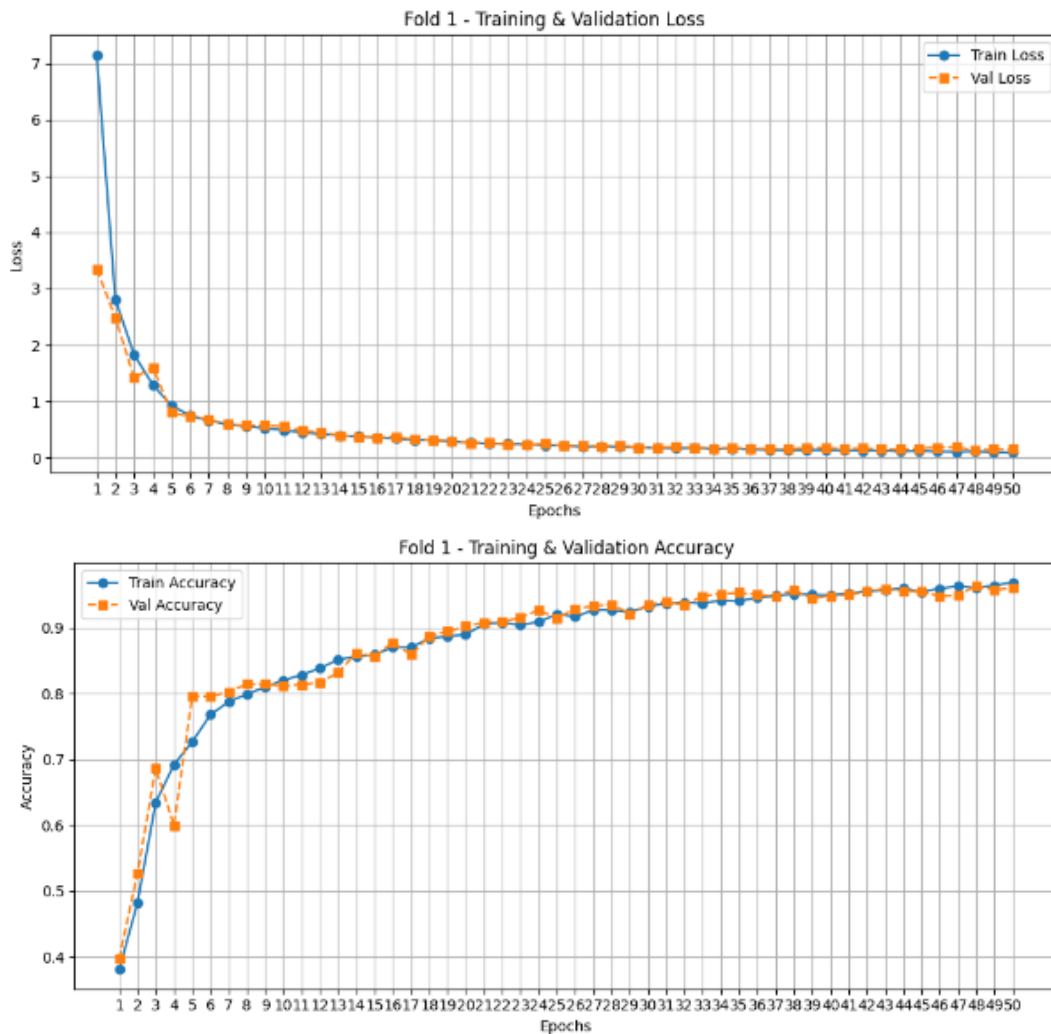 Fold 1 - Training & Validation Loss
Train Loss
Val Loss
7
6
5
4
3
2
1
0
Loss
1 2 3 4 5 6 7 8 9 10 11 12 13 14 15 16 17 18 19 20 21 22 23 24 25 26 27 28 29 30 31 32 33 34 35 36 37 38 39 40 41 42 43 44 45 46 47 48 49 50
Epochs
Fold 1 - Training & Validation Accuracy
Train Accuracy
Val Accuracy
0.9
0.8
0.7
0.6
0.5
0.4
Accuracy
1 2 3 4 5 6 7 8 9 10 11 12 13 14 15 16 17 18 19 20 21 22 23 24 25 26 27 28 29 30 31 32 33 34 35 36 37 38 39 40 41 42 43 44 45 46 47 48 49 50
Epochs